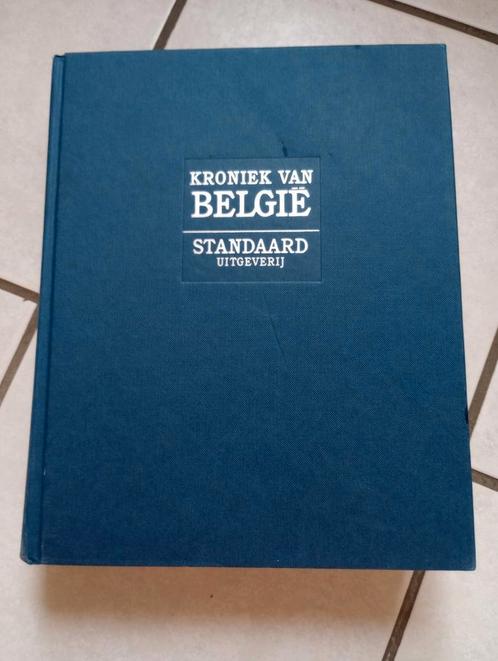 KRONIEK VAN
BELGIË
STANDAARD
UITGEVERIJ